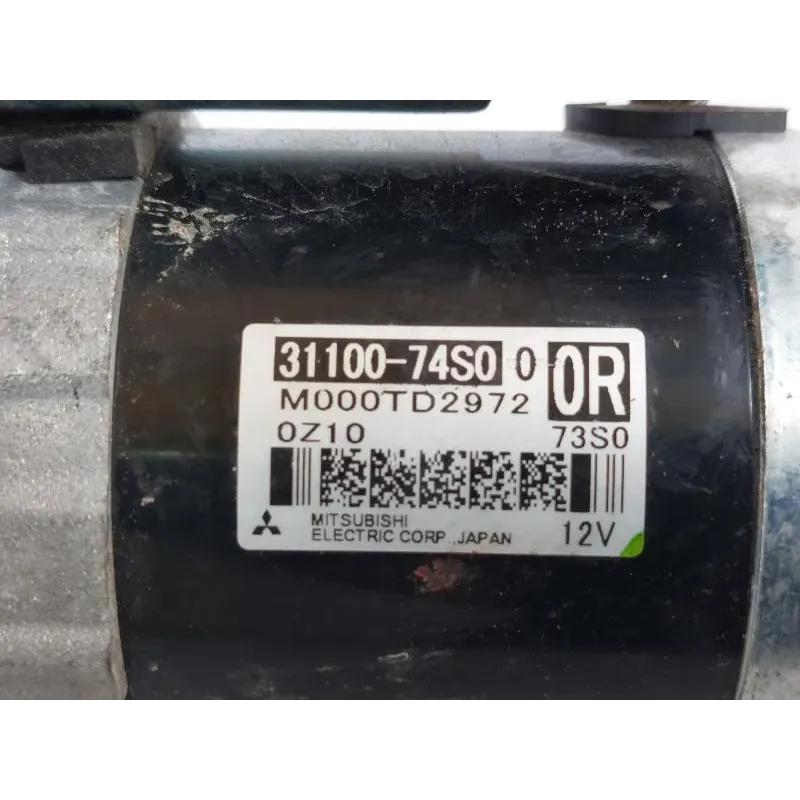 31100-74S0 0 0R
M000TD2972
0Z10 73S0
MITSUBISHI
ELECTRIC CORP., JAPAN 12V